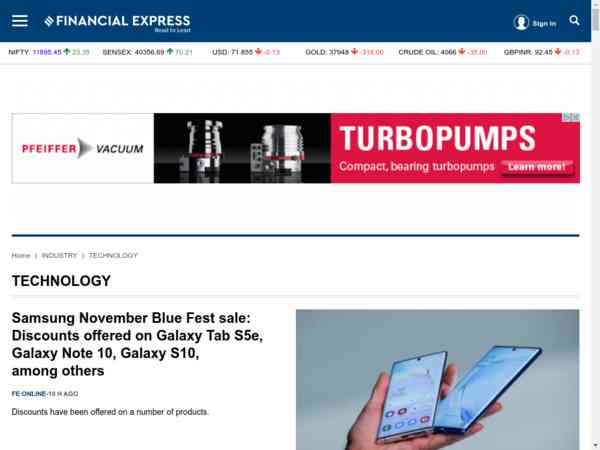 FINANCIAL EXPRESS
Read to Lead
Sign In
NIFTY: 11895.45 23.35 SENSEX: 40356.69 70.21 USD: 71.855 -0.13 GOLD: 37948 -316.00 CRUDE OIL: 4066 -35.00 GBPINR: 92.45 -0.13
PFEIFFER VACUUM
TURBOPUMPS
Compact, bearing turbopumps Learn more!
Home | INDUSTRY | TECHNOLOGY
TECHNOLOGY
Samsung November Blue Fest sale:
Discounts offered on Galaxy Tab S5e,
Galaxy Note 10, Galaxy S10,
among others
FE ONLINE-10 H AGO
Discounts have been offered on a number of products.